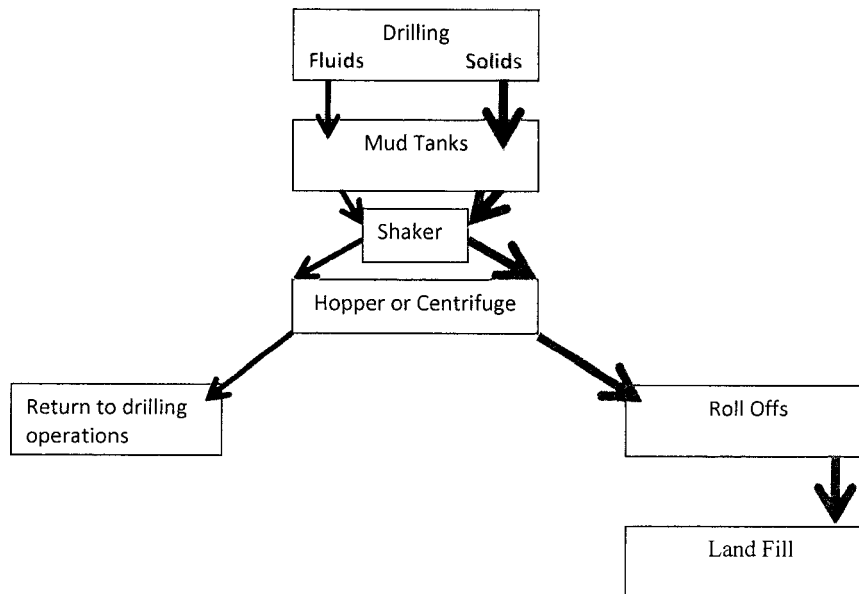 Drilling
Fluids Solids
Mud Tanks
Shaker
Hopper or Centrifuge
Return to drilling
operations
Roll Offs
Land Fill